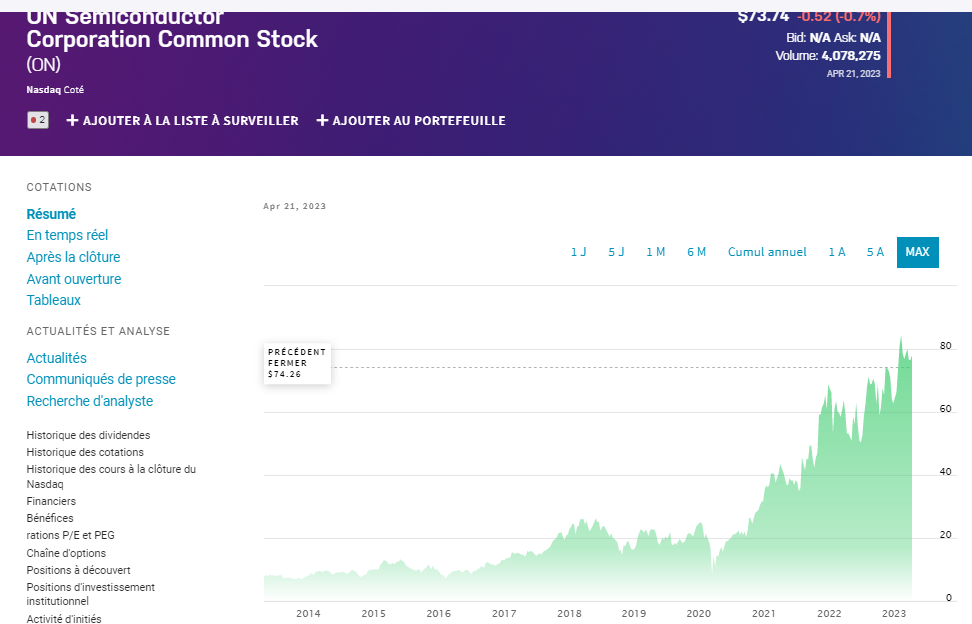 ON Semiconductor
Corporation Common Stock
(ON)
Nasdaq Coté
$73.74 -0.52 (-0.7%)
Bid: N/A Ask: N/A
Volume: 4,078,275
APR 21, 2023
2
+ AJOUTER À LA LISTE À SURVEILLER + AJOUTER AU PORTEFEUILLE
COTATIONS
Résumé
En temps réel
Après la clôture
Avant ouverture
Tableaux
ACTUALITÉS ET ANALYSE
Actualités
Communiqués de presse
Recherche d'analyste
Historique des dividendes
Historique des cotations
Historique des cours à la clôture du
Nasdaq
Financiers
Bénéfices
rations P/E et PEG
Chaîne d'options
Positions à découvert
Positions d'investissement
institutionnel
Activité d'initiés
Apr 21, 2023
1 J 5 J 1 M 6 M Cumul annuel 1 A 5 A MAX
PRÉCÉDENT
FERMER
$74.26
80
60
40
20
0
2014 2015 2016 2017 2018 2019 2020 2021 2022 2023